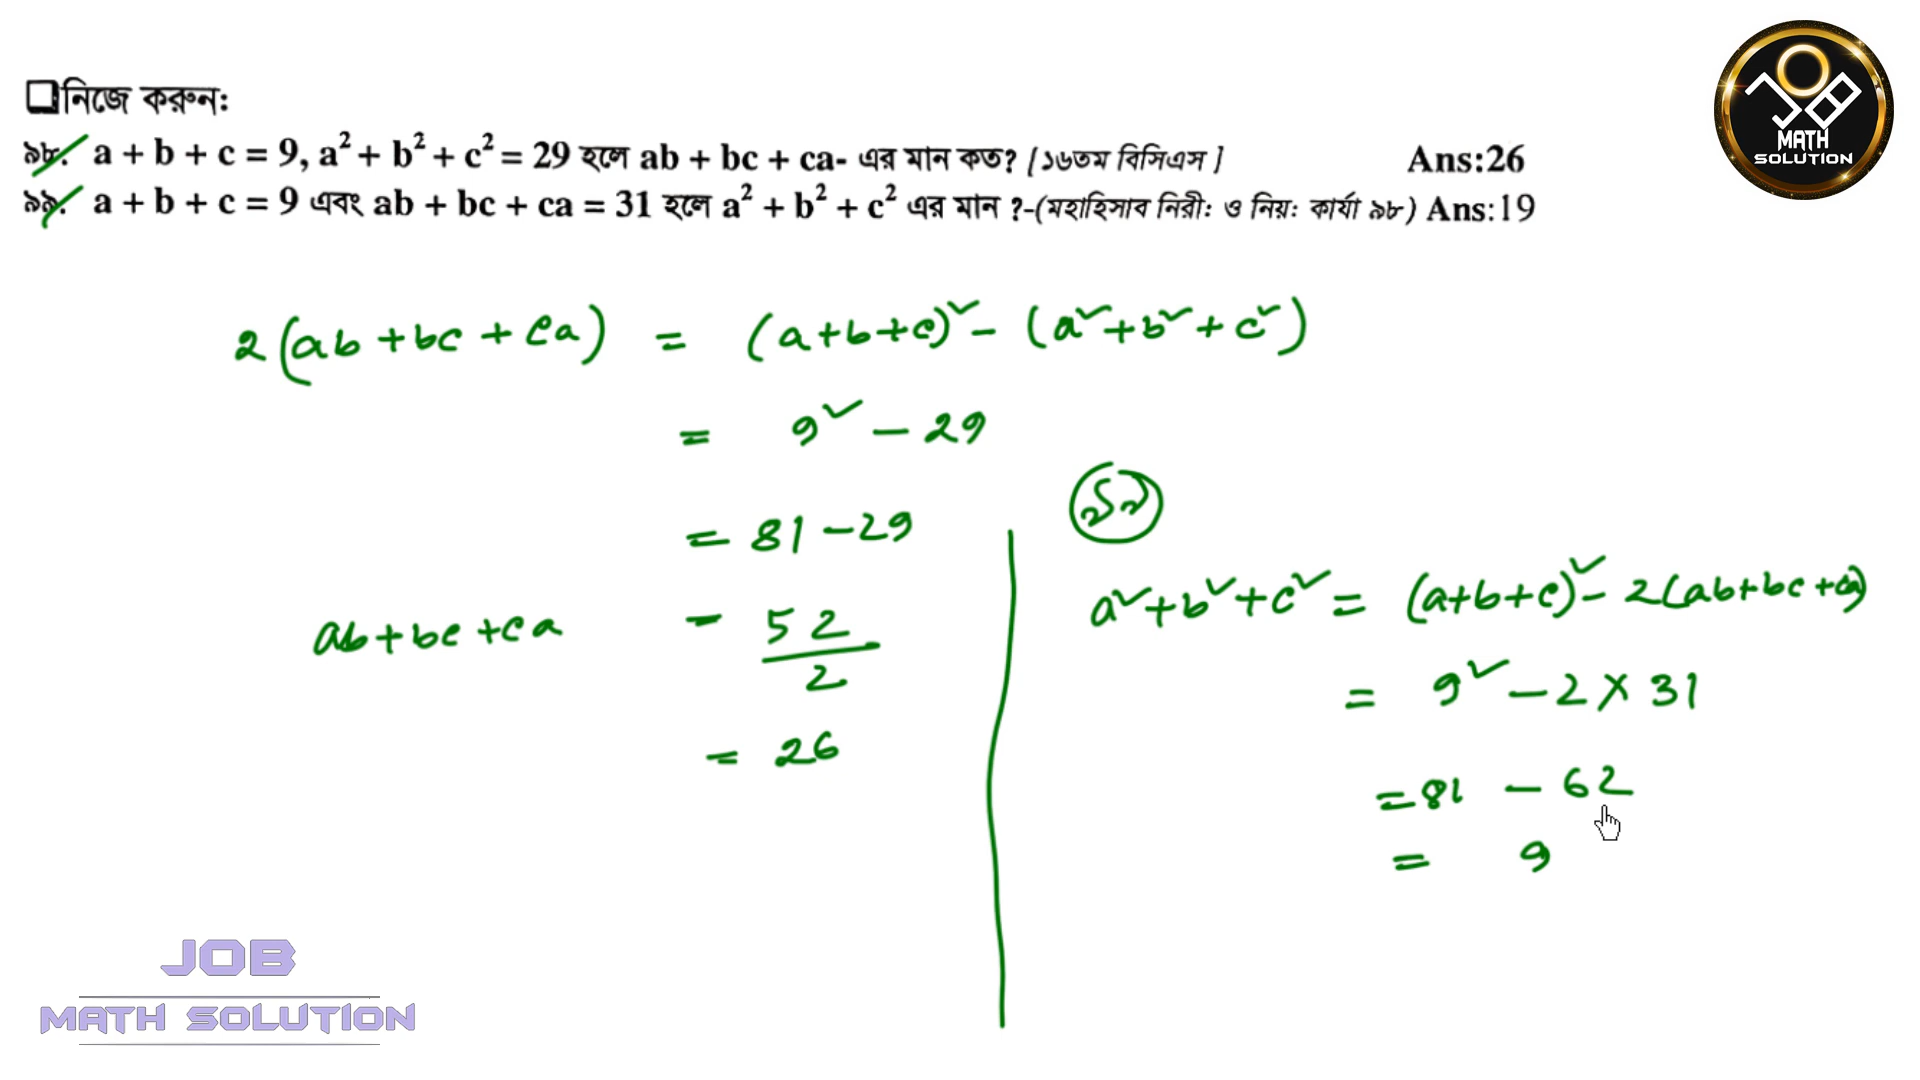 ❑নিজে করুন:
৯৮. a + b + c = 9, a² + b² + c² = 29 হলে ab + bc + ca- এর মান কত? [১৬তম বিসিএস] Ans:26
৯৯. a + b + c = 9 এবং ab + bc + ca = 31 হলে a² + b² + c² এর মান ?-(মহাহিসাব নিরীঃ ও নিয়ঃ কার্যা ৯৮) Ans:19
JOB
MATH
SOLUTION
2(ab+bc+ca) = (a+b+c)² - (a²+b²+c²)
= 9² - 29
= 81 - 29
ab+bc+ca = 52/2
= 26
৯৯
a²+b²+c² = (a+b+c)² - 2(ab+bc+ca)
= 9² - 2 × 31
= 81 - 62
= 9
JOB
MATH SOLUTION